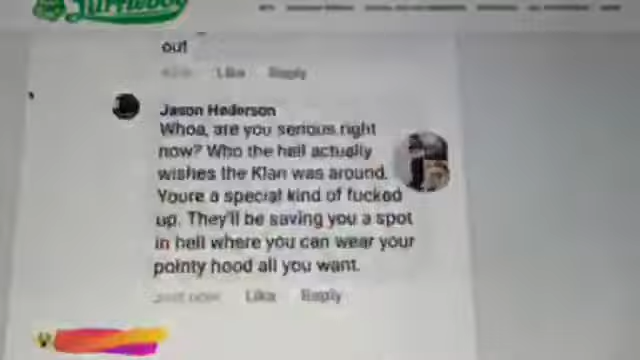 out
Like Reply
Jason Hederson
Whoa, are you serious right
now? Who the hell actually
wishes the Klan was around.
Youre a special kind of fucked
up. They'll be saving you a spot
in hell where you can wear your
pointy hood all you want.
Just now Like Reply